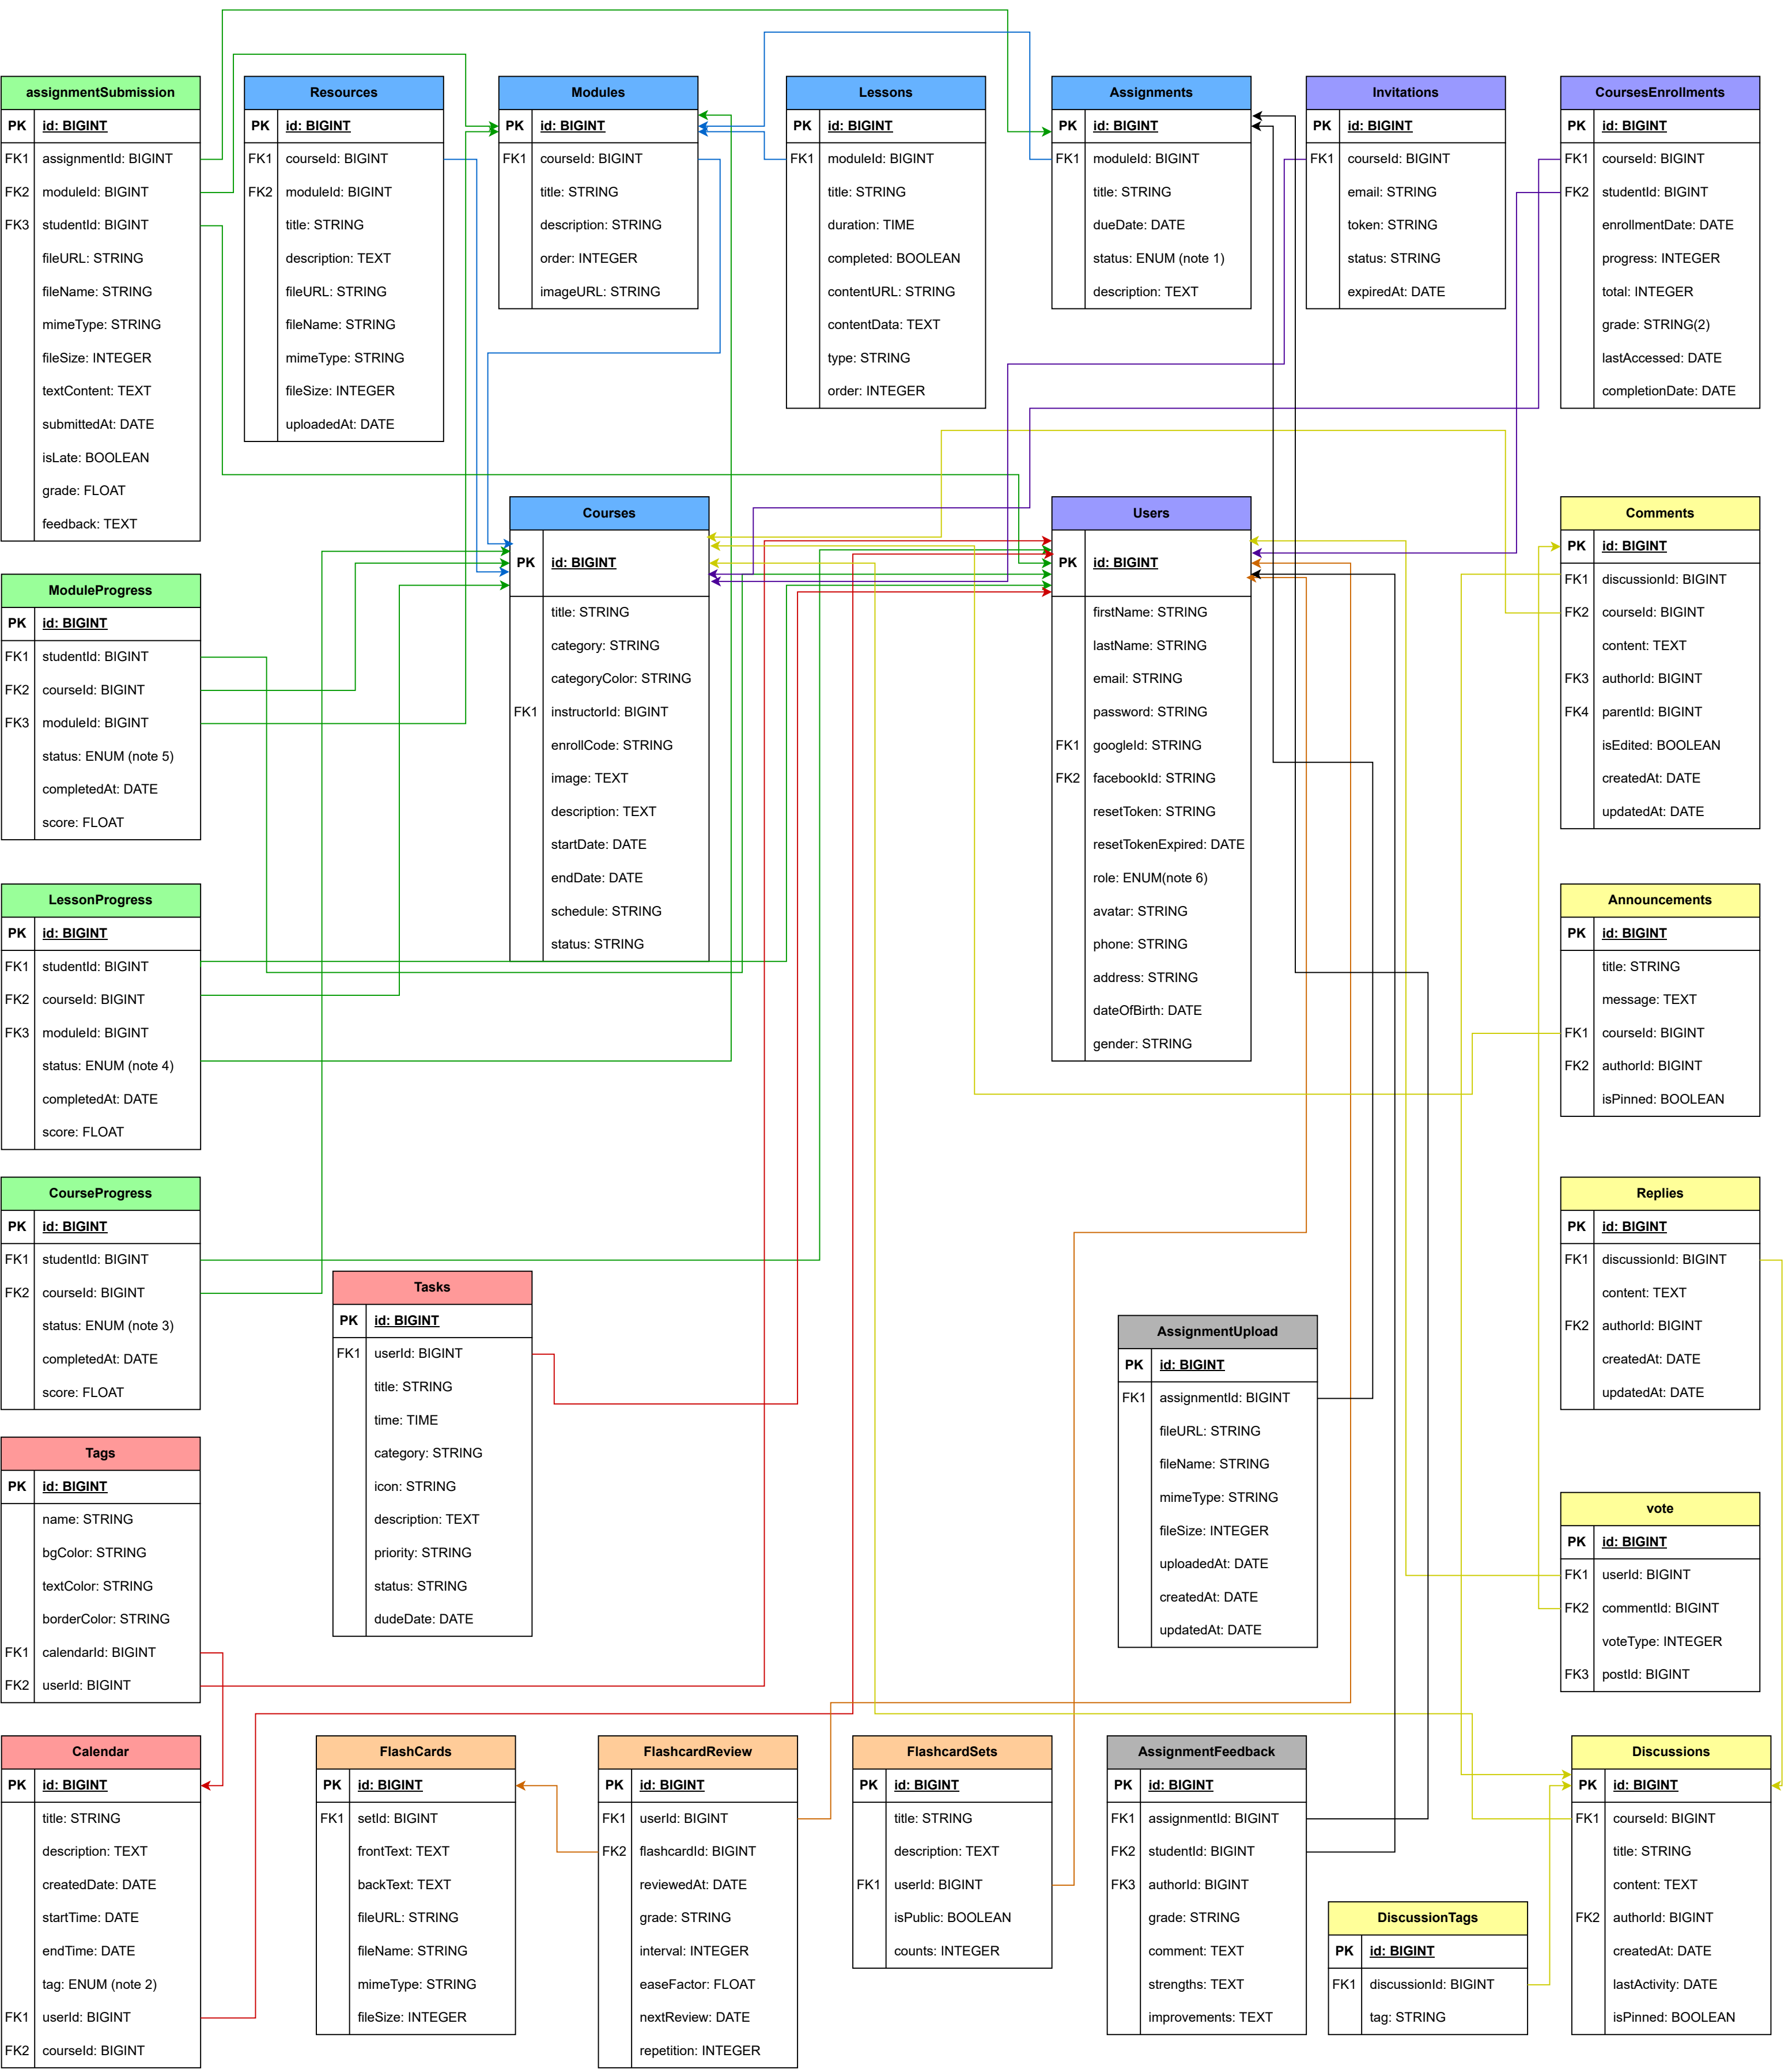 assignmentSubmission
PK id: BIGINT
FK1 assignmentId: BIGINT
FK2 moduleId: BIGINT
FK3 studentId: BIGINT
fileURL: STRING
fileName: STRING
mimeType: STRING
fileSize: INTEGER
textContent: TEXT
submittedAt: DATE
isLate: BOOLEAN
grade: FLOAT
feedback: TEXT
Resources
PK id: BIGINT
FK1 courseId: BIGINT
FK2 moduleId: BIGINT
title: STRING
description: TEXT
fileURL: STRING
fileName: STRING
mimeType: STRING
fileSize: INTEGER
uploadedAt: DATE
Modules
PK id: BIGINT
FK1 courseId: BIGINT
title: STRING
description: STRING
order: INTEGER
imageURL: STRING
Lessons
PK id: BIGINT
FK1 moduleId: BIGINT
title: STRING
duration: TIME
completed: BOOLEAN
contentURL: STRING
contentData: TEXT
type: STRING
order: INTEGER
Assignments
PK id: BIGINT
FK1 moduleId: BIGINT
title: STRING
dueDate: DATE
status: ENUM (note 1)
description: TEXT
Invitations
PK id: BIGINT
FK1 courseId: BIGINT
email: STRING
token: STRING
status: STRING
expiredAt: DATE
CoursesEnrollments
PK id: BIGINT
FK1 courseId: BIGINT
FK2 studentId: BIGINT
enrollmentDate: DATE
progress: INTEGER
total: INTEGER
grade: STRING(2)
lastAccessed: DATE
completionDate: DATE
Courses
PK id: BIGINT
title: STRING
category: STRING
categoryColor: STRING
FK1 instructorId: BIGINT
enrollCode: STRING
image: TEXT
description: TEXT
startDate: DATE
endDate: DATE
schedule: STRING
status: STRING
Users
PK id: BIGINT
firstName: STRING
lastName: STRING
email: STRING
password: STRING
FK1 googleId: STRING
FK2 facebookId: STRING
resetToken: STRING
resetTokenExpired: DATE
role: ENUM(note 6)
avatar: STRING
phone: STRING
address: STRING
dateOfBirth: DATE
gender: STRING
Comments
PK id: BIGINT
FK1 discussionId: BIGINT
FK2 courseId: BIGINT
content: TEXT
FK3 authorId: BIGINT
FK4 parentId: BIGINT
isEdited: BOOLEAN
createdAt: DATE
updatedAt: DATE
ModuleProgress
PK id: BIGINT
FK1 studentId: BIGINT
FK2 courseId: BIGINT
FK3 moduleId: BIGINT
status: ENUM (note 5)
completedAt: DATE
score: FLOAT
LessonProgress
PK id: BIGINT
FK1 studentId: BIGINT
FK2 courseId: BIGINT
FK3 moduleId: BIGINT
status: ENUM (note 4)
completedAt: DATE
score: FLOAT
Announcements
PK id: BIGINT
title: STRING
message: TEXT
FK1 courseId: BIGINT
FK2 authorId: BIGINT
isPinned: BOOLEAN
CourseProgress
PK id: BIGINT
FK1 studentId: BIGINT
FK2 courseId: BIGINT
status: ENUM (note 3)
completedAt: DATE
score: FLOAT
Tasks
PK id: BIGINT
FK1 userId: BIGINT
title: STRING
time: TIME
category: STRING
icon: STRING
description: TEXT
priority: STRING
status: STRING
dudeDate: DATE
AssignmentUpload
PK id: BIGINT
FK1 assignmentId: BIGINT
fileURL: STRING
fileName: STRING
mimeType: STRING
fileSize: INTEGER
uploadedAt: DATE
createdAt: DATE
updatedAt: DATE
Replies
PK id: BIGINT
FK1 discussionId: BIGINT
content: TEXT
FK2 authorId: BIGINT
createdAt: DATE
updatedAt: DATE
Tags
PK id: BIGINT
name: STRING
bgColor: STRING
textColor: STRING
borderColor: STRING
FK1 calendarId: BIGINT
FK2 userId: BIGINT
vote
PK id: BIGINT
FK1 userId: BIGINT
FK2 commentId: BIGINT
voteType: INTEGER
FK3 postId: BIGINT
Calendar
PK id: BIGINT
title: STRING
description: TEXT
createdDate: DATE
startTime: DATE
endTime: DATE
tag: ENUM (note 2)
FK1 userId: BIGINT
FK2 courseId: BIGINT
FlashCards
PK id: BIGINT
FK1 setId: BIGINT
frontText: TEXT
backText: TEXT
fileURL: STRING
fileName: STRING
mimeType: STRING
fileSize: INTEGER
FlashcardReview
PK id: BIGINT
FK1 userId: BIGINT
FK2 flashcardId: BIGINT
reviewedAt: DATE
grade: STRING
interval: INTEGER
easeFactor: FLOAT
nextReview: DATE
repetition: INTEGER
FlashcardSets
PK id: BIGINT
title: STRING
description: TEXT
FK1 userId: BIGINT
isPublic: BOOLEAN
counts: INTEGER
AssignmentFeedback
PK id: BIGINT
FK1 assignmentId: BIGINT
FK2 studentId: BIGINT
FK3 authorId: BIGINT
grade: STRING
comment: TEXT
strengths: TEXT
improvements: TEXT
DiscussionTags
PK id: BIGINT
FK1 discussionId: BIGINT
tag: STRING
Discussions
PK id: BIGINT
FK1 courseId: BIGINT
title: STRING
content: TEXT
FK2 authorId: BIGINT
createdAt: DATE
lastActivity: DATE
isPinned: BOOLEAN